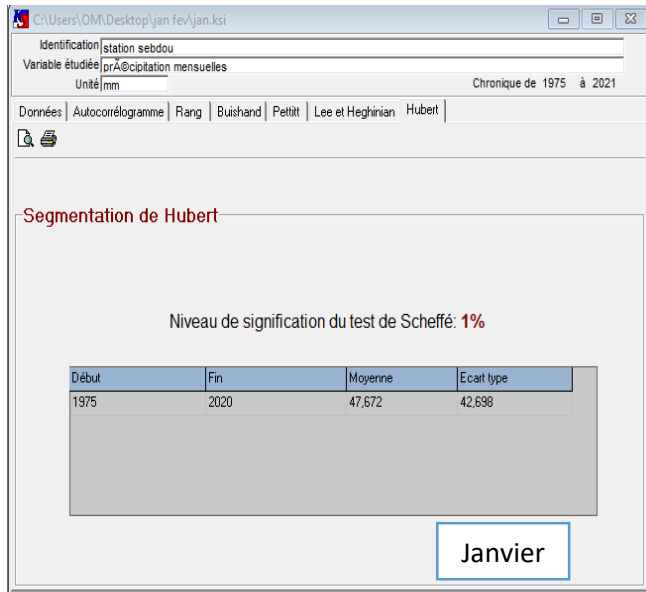 C:\Users\OM\Desktop\jan fev\jan.ksi
Identification station sebdou
Variable étudiée prÃ©cipitation mensuelles
Unité mm Chronique de 1975 à 2021
Données Autocorrélogramme Rang Buishand Pettitt Lee et Heghinian Hubert
Segmentation de Hubert
Niveau de signification du test de Scheffé: 1%
Début Fin Moyenne Ecart type
1975 2020 47,672 42,698
Janvier